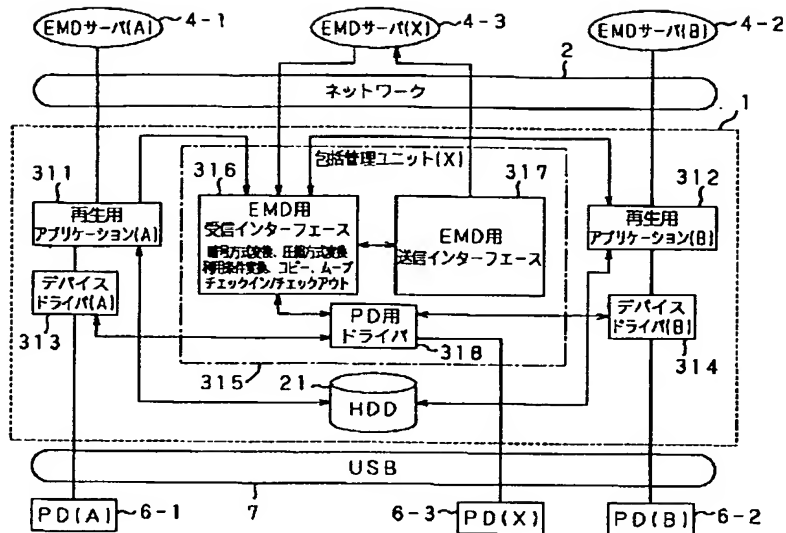 EMDサーバ(A)
4-1
EMDサーバ(X)
4-3
EMDサーバ(B)
4-2
2
ネットワーク
1
包括管理ユニット(X)
311
316
317
312
再生用
アプリケーション(A)
EMD用
受信インターフェース
暗号方式変換、圧縮方式変換
利用条件変換、コピー、ムーブ
チェックイン/チェックアウト
EMD用
送信インターフェース
再生用
アプリケーション(B)
デバイス
ドライバ(A)
313
PD用
ドライバ
318
デバイス
ドライバ(B)
314
315
21
HDD
USB
7
PD(A)
6-1
6-3
PD(X)
PD(B)
6-2